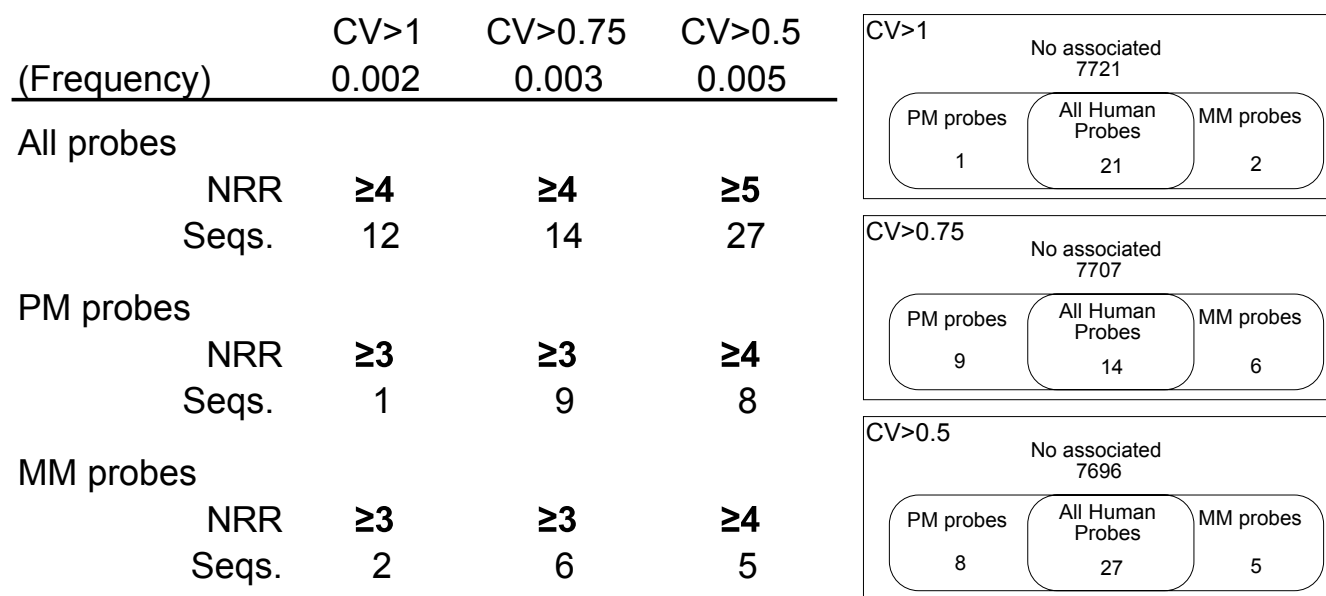 CV>1 CV>0.75 CV>0.5
(Frequency) 0.002 0.003 0.005
All probes
NRR ≥4 ≥4 ≥5
Seqs. 12 14 27
PM probes
NRR ≥3 ≥3 ≥4
Seqs. 1 9 8
MM probes
NRR ≥3 ≥3 ≥4
Seqs. 2 6 5
CV>1
No associated
7721
PM probes
1
All Human
Probes
21
MM probes
2
CV>0.75
No associated
7707
PM probes
9
All Human
Probes
14
MM probes
6
CV>0.5
No associated
7696
PM probes
8
All Human
Probes
27
MM probes
5